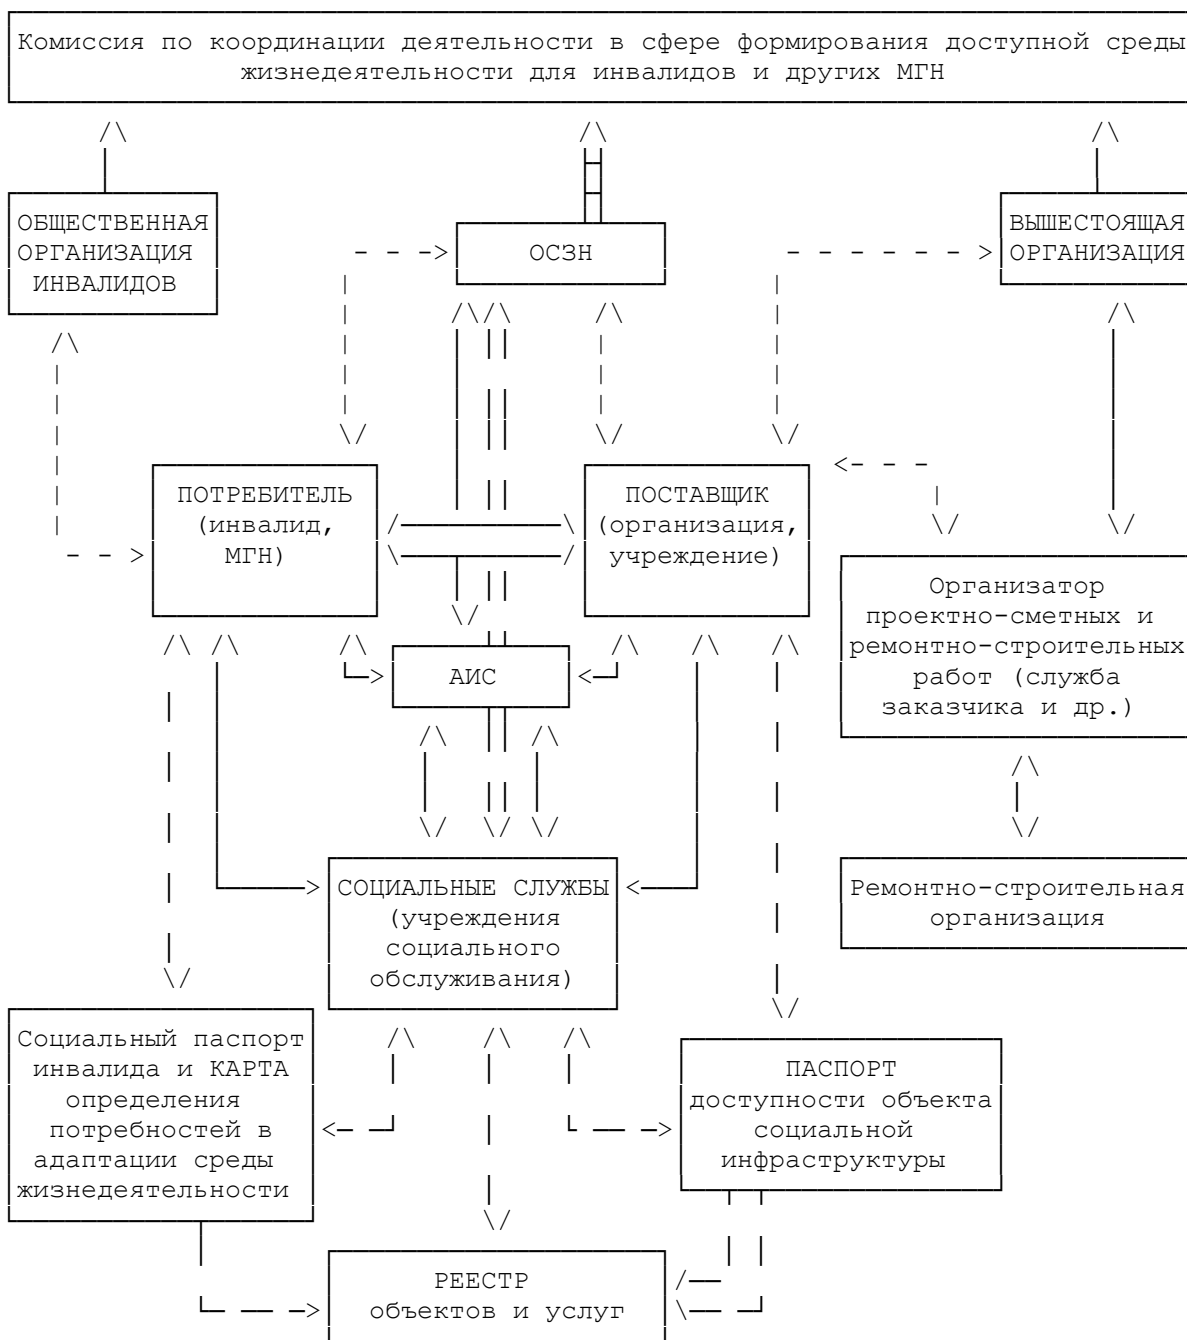 Комиссия по координации деятельности в сфере формирования доступной среды
жизнедеятельности для инвалидов и других МГН
ОБЩЕСТВЕННАЯ
ОРГАНИЗАЦИЯ
ИНВАЛИДОВ
ОСЗН
ВЫШЕСТОЯЩАЯ
ОРГАНИЗАЦИЯ
ПОТРЕБИТЕЛЬ
(инвалид,
МГН)
ПОСТАВЩИК
(организация,
учреждение)
Организатор
проектно-сметных и
ремонтно-строительных
работ (служба
заказчика и др.)
АИС
СОЦИАЛЬНЫЕ СЛУЖБЫ
(учреждения
социального
обслуживания)
Ремонтно-строительная
организация
Социальный паспорт
инвалида и КАРТА
определения
потребностей в
адаптации среды
жизнедеятельности
ПАСПОРТ
доступности объекта
социальной
инфраструктуры
РЕЕСТР
объектов и услуг